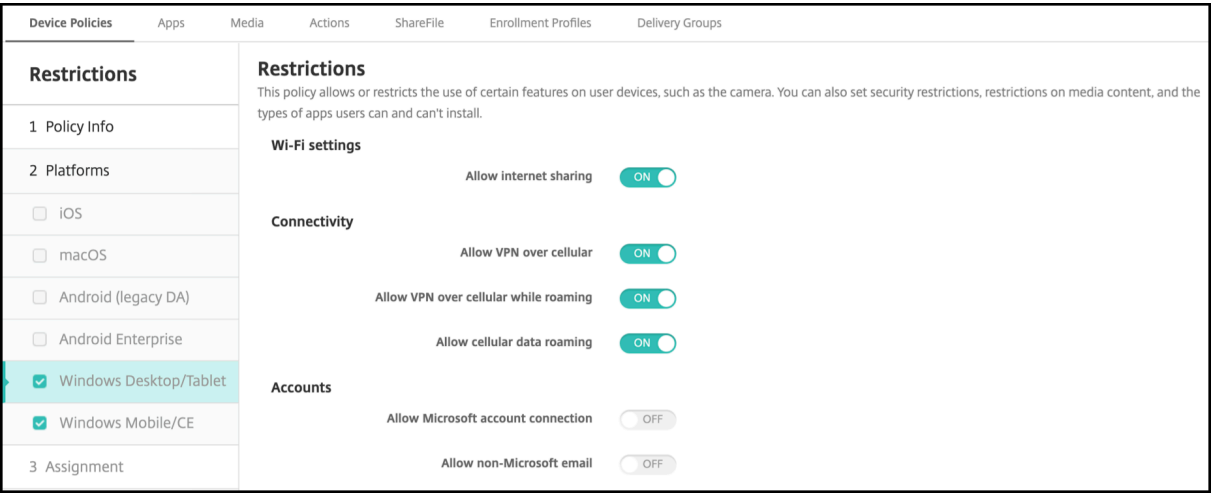 Device Policies Apps Media Actions ShareFile Enrollment Profiles Delivery Groups
Restrictions
1 Policy Info
2 Platforms
iOS
macOS
Android (legacy DA)
Android Enterprise
Windows Desktop/Tablet
Windows Mobile/CE
3 Assignment
Restrictions
This policy allows or restricts the use of certain features on user devices, such as the camera. You can also set security restrictions, restrictions on media content, and the
types of apps users can and can't install.
Wi-Fi settings
Allow internet sharing ON
Connectivity
Allow VPN over cellular ON
Allow VPN over cellular while roaming ON
Allow cellular data roaming ON
Accounts
Allow Microsoft account connection OFF
Allow non-Microsoft email OFF